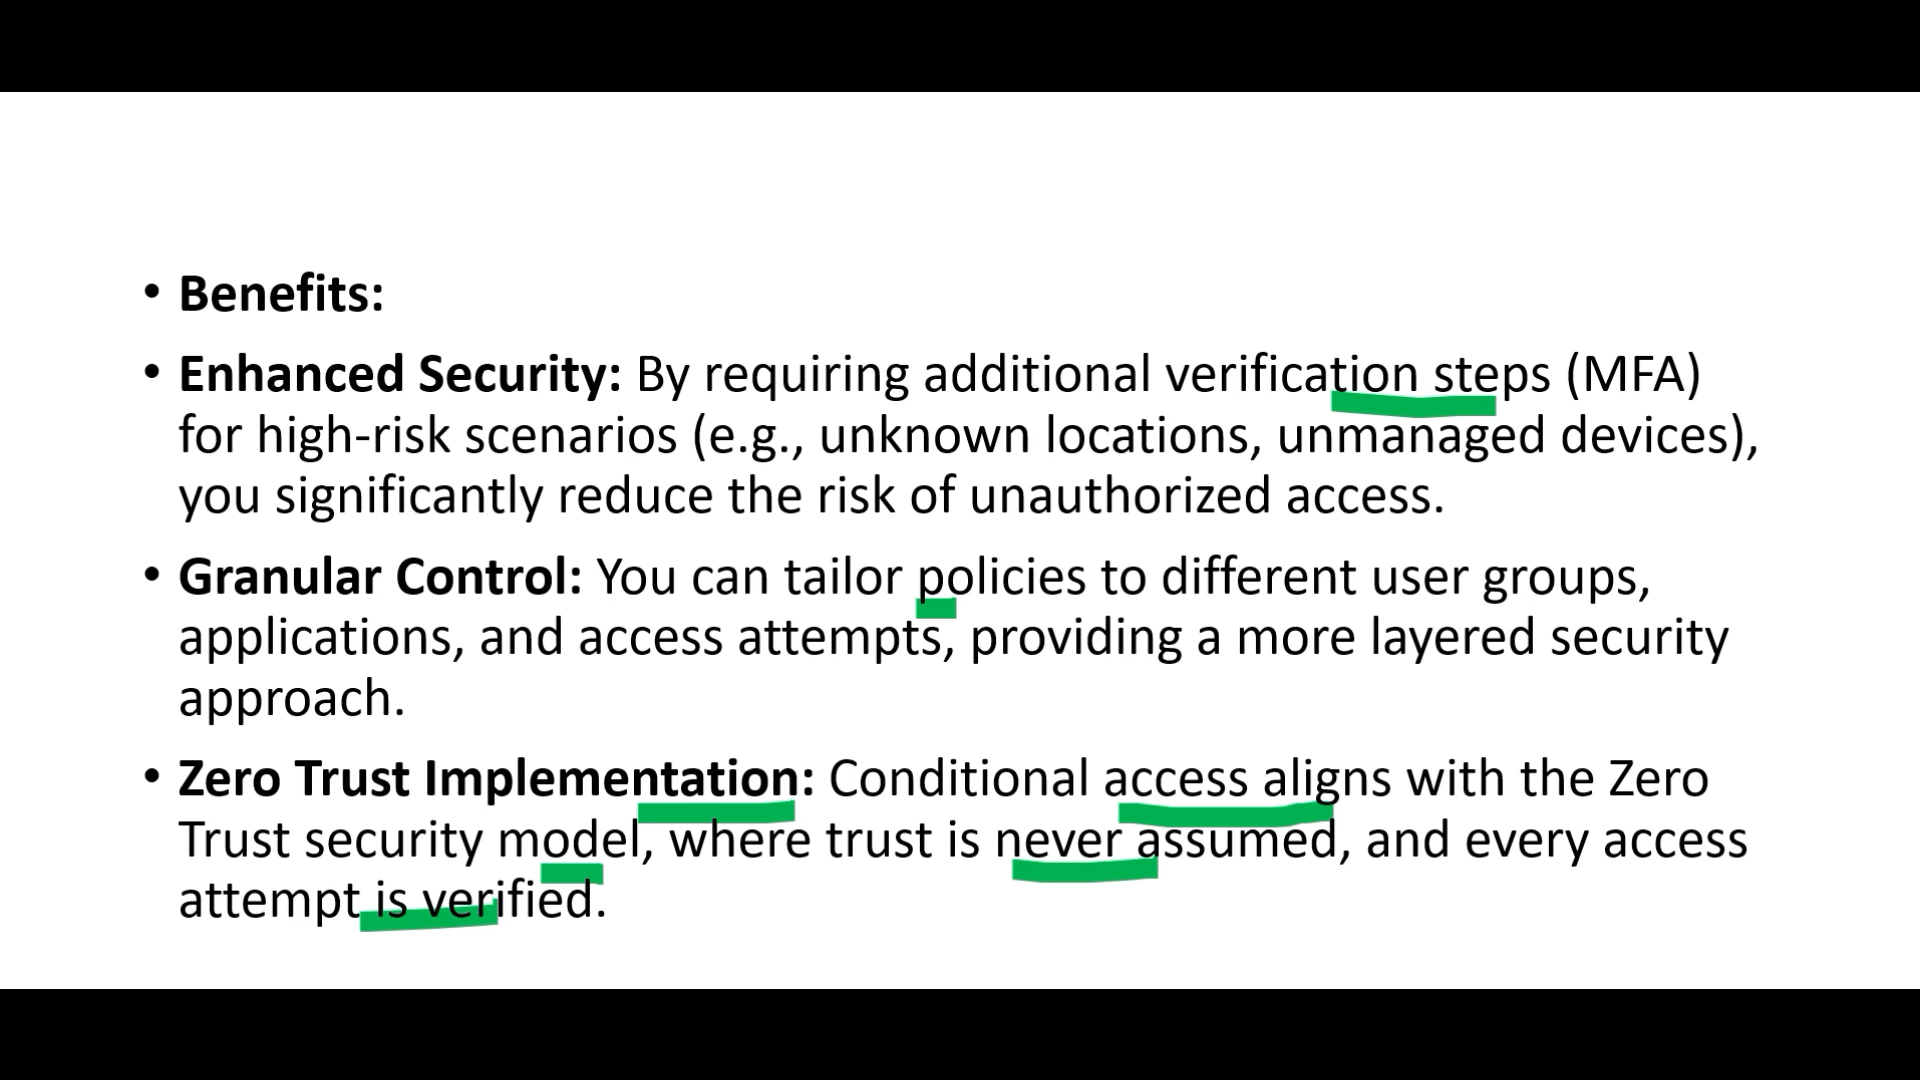 • Benefits:
• Enhanced Security: By requiring additional verification steps (MFA)
for high-risk scenarios (e.g., unknown locations, unmanaged devices),
you significantly reduce the risk of unauthorized access.
• Granular Control: You can tailor policies to different user groups,
applications, and access attempts, providing a more layered security
approach.
• Zero Trust Implementation: Conditional access aligns with the Zero
Trust security model, where trust is never assumed, and every access
attempt is verified.